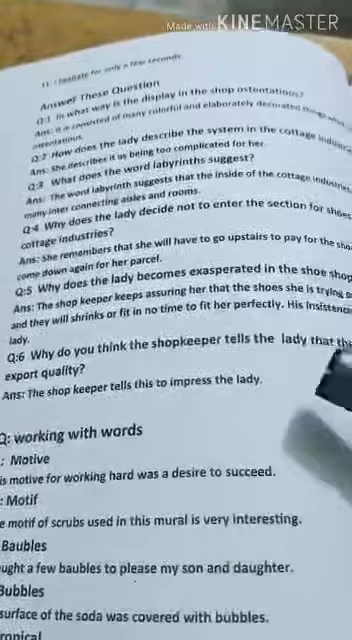 Made with KINEMASTER
11: I hesitate for only a few seconds.
Answer These Question
Q:1 In what way is the display in the shop ostentatious?
Ans: It is consisted of many colorful and elaborately decorated things
ostentatious.
Q:2 How does the lady describe the system in the cottage
Ans: She describes it as being too complicated for her.
Q:3 What does the word labyrinths suggest?
Ans: The word labyrinth suggests that the inside of the cottage industries
many inter connecting aisles and rooms.
Q:4 Why does the lady decide not to enter the section for shoes
cottage industries?
Ans: She remembers that she will have to go upstairs to pay for the
come down again for her parcel.
Q:5 Why does the lady becomes exasperated in the shoe shop
Ans: The shop keeper keeps assuring her that the shoes she is trying
and they will shrinks or fit in no time to fit her perfectly. His
lady.
Q:6 Why do you think the shopkeeper tells the lady that
export quality?
Ans: The shop keeper tells this to impress the lady.
Q: working with words
: Motive
is motive for working hard was a desire to succeed.
: Motif
e motif of scrubs used in this mural is very interesting.
Baubles
ught a few baubles to please my son and daughter.
Bubbles
surface of the soda was covered with bubbles.
ropical